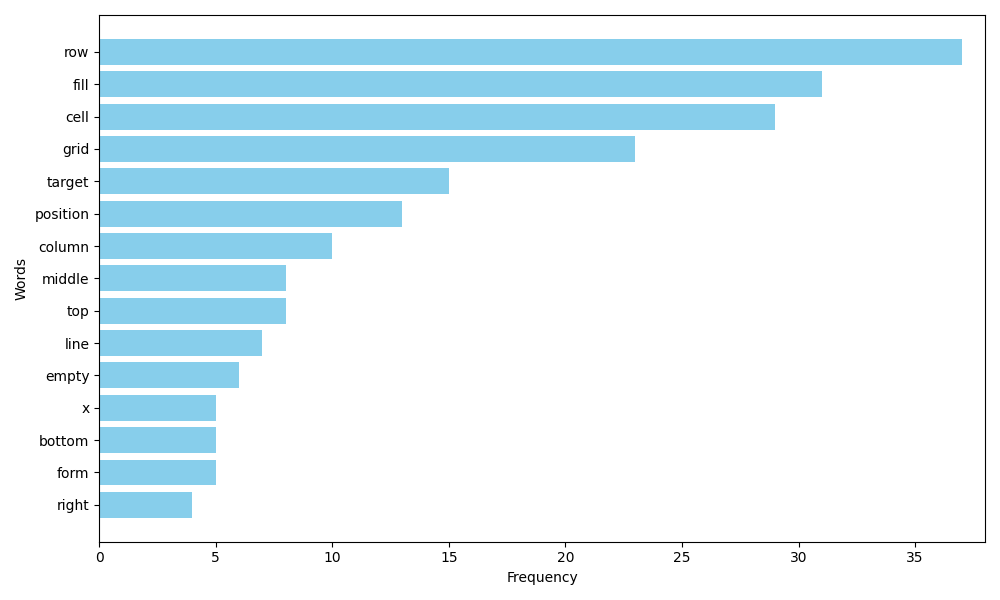 row
fill
cell
grid
target
position
column
middle
top
line
empty
x
bottom
form
right
Words
0 5 10 15 20 25 30 35
Frequency